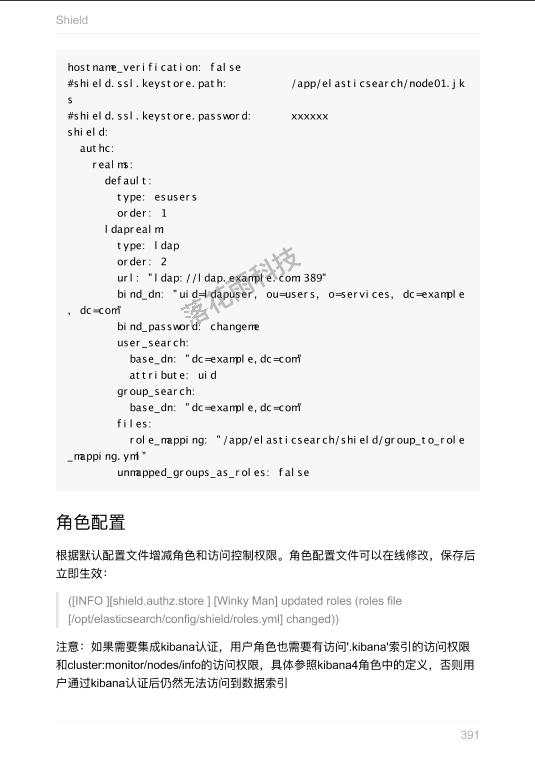 Shield
hostname_verification: false
#shield.ssl.keystore.path:          /app/elasticsearch/node01.jk
s
#shield.ssl.keystore.password:      xxxxxx
shield:
  authc:
    realms:
      default:
        type: esusers
        order: 1
      ldaprealm
        type: ldap
        order: 2
        url: "ldap://ldap.example.com:389"
        bind_dn: "uid=ldapuser, ou=users, o=services, dc=example
, dc=com"
        bind_password: changeme
        user_search:
          base_dn: "dc=example,dc=com"
          attribute: uid
        group_search:
          base_dn: "dc=example,dc=com"
        files:
          role_mapping: "/app/elasticsearch/shield/group_to_role
_mapping.yml"
        unmapped_groups_as_roles: false
落花雨科技
角色配置
根据默认配置文件增减角色和访问控制权限。角色配置文件可以在线修改，保存后
立即生效：
([INFO ][shield.authz.store ] [Winky Man] updated roles (roles file
[/opt/elasticsearch/config/shield/roles.yml] changed))
注意：如果需要集成kibana认证，用户角色也需要有访问'.kibana'索引的访问权限
和cluster:monitor/nodes/info的访问权限，具体参照kibana4角色中的定义，否则用
户通过kibana认证后仍然无法访问到数据索引
391